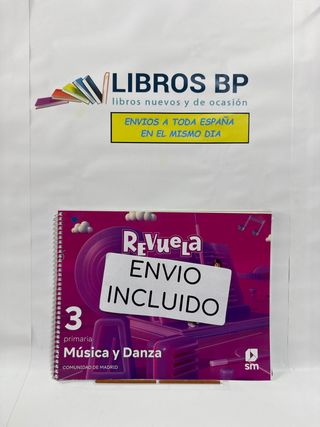 LIBROS BP
libros nuevos y de ocasión
ENVIOS A TODA ESPAÑA
EN EL MISMO DIA
REVUELA
ENVIO
INCLUIDO
3
primaria
Música y Danza
COMUNIDAD DE MADRID
sm